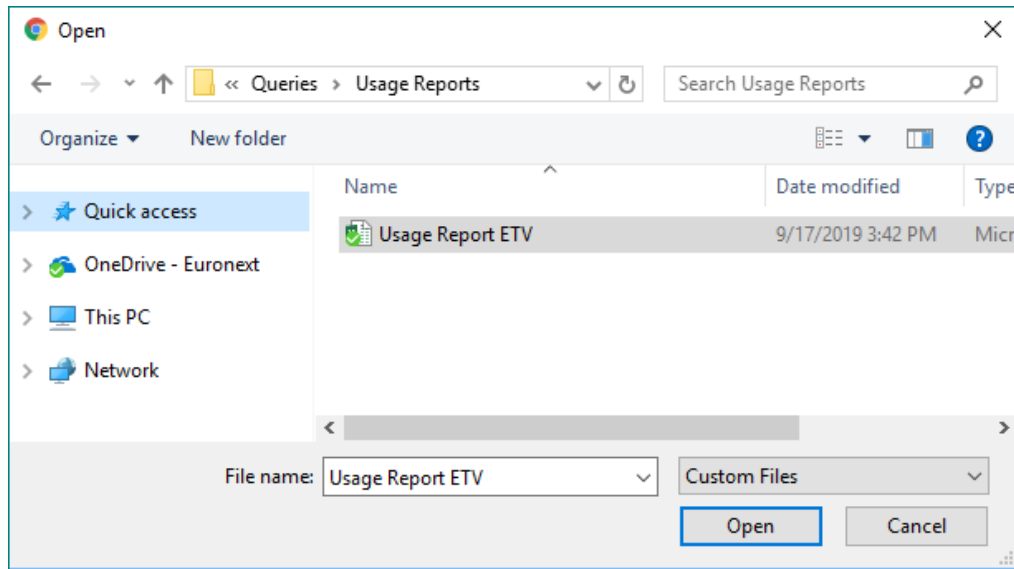 Open
« Queries > Usage Reports
Search Usage Reports
Organize
New folder
Name
Date modified
Type
Quick access
OneDrive - Euronext
This PC
Network
Usage Report ETV
9/17/2019 3:42 PM
Micr
File name:
Usage Report ETV
Custom Files
Open
Cancel